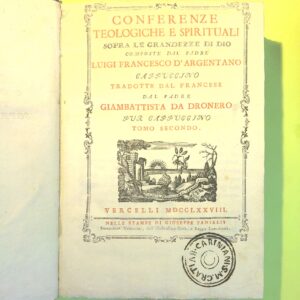 CONFERENZE
TEOLOGICHE E SPIRITUALI
SOPRA LE GRANDEZZE DI DIO
COMPOSTE DAL PADRE
LUIGI FRANCESCO D'ARGENTANO
CAPPUCCINO
TRADOTTE DAL FRANCESE
DAL PADRE
GIAMBATTISTA DA DRONERO
PUR CAPPUCCINO
TOMO SECONDO.
VERCELLI MDCCLXXVIII.
NELLE STAMPE DI GIUSEPPE PANIALIS